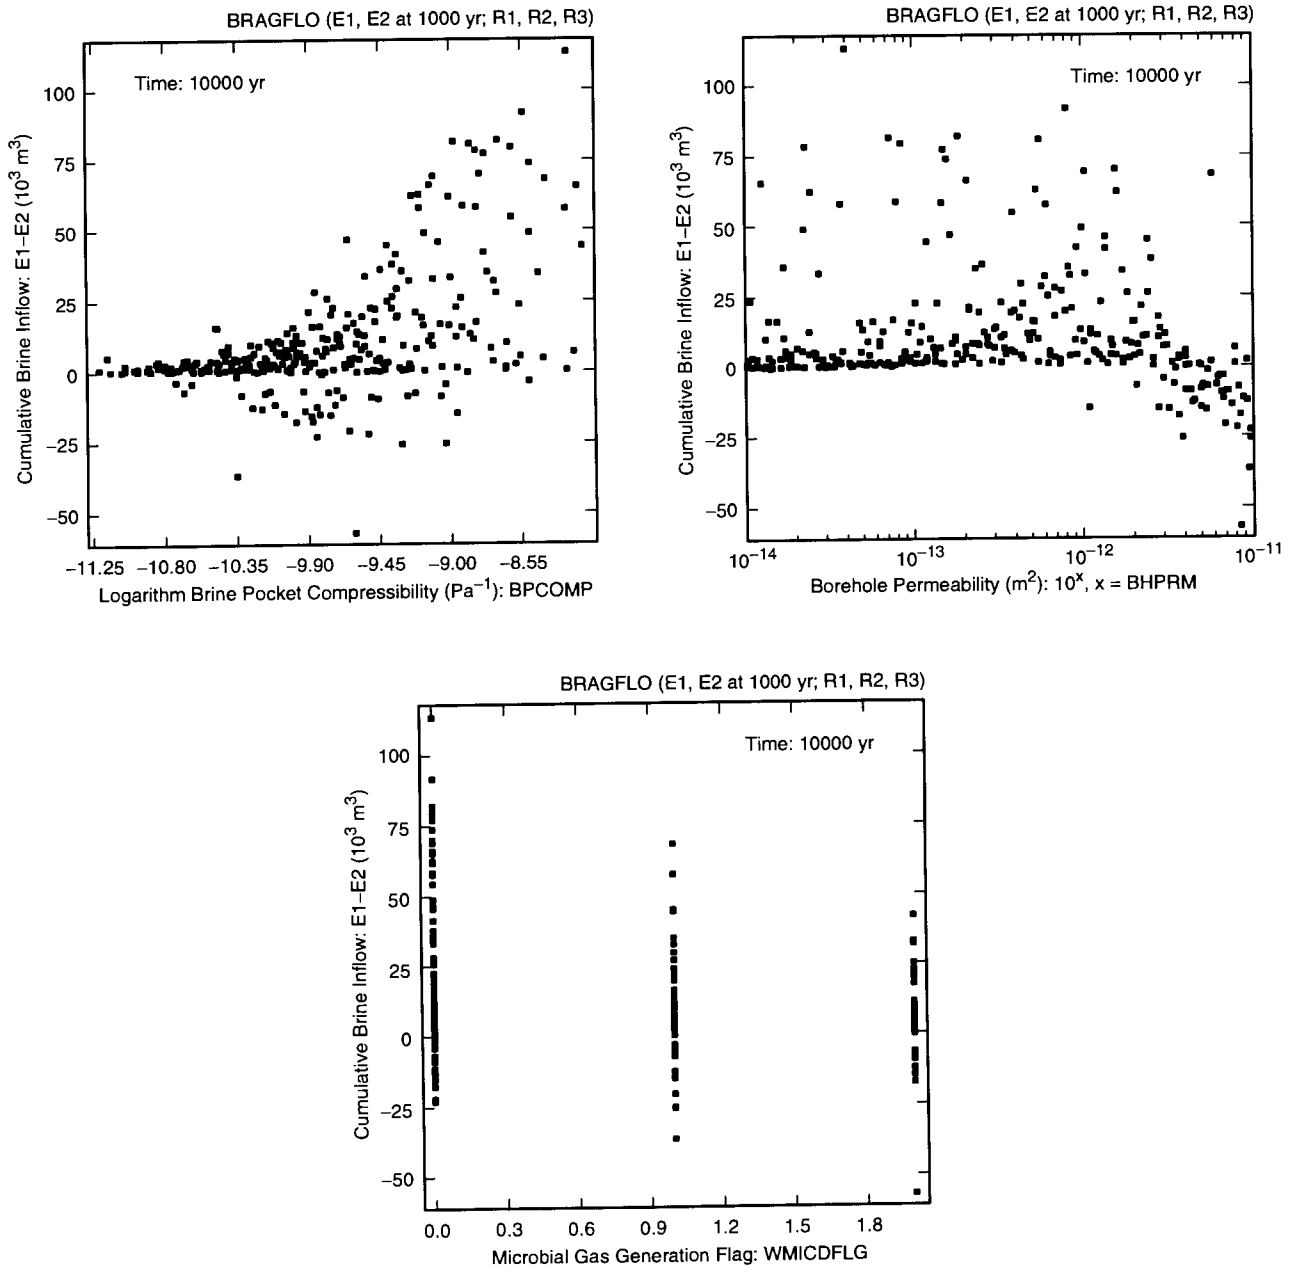 BRAGFLO (E1, E2 at 1000 yr; R1, R2, R3)
Time: 10000 yr
100
75
50
25
0
−25
−50
Cumulative Brine Inflow: E1−E2 (10³ m³)
−11.25 −10.80 −10.35 −9.90 −9.45 −9.00 −8.55
Logarithm Brine Pocket Compressibility (Pa⁻¹): BPCOMP
BRAGFLO (E1, E2 at 1000 yr; R1, R2, R3)
Time: 10000 yr
100
75
50
25
0
−25
−50
Cumulative Brine Inflow: E1−E2 (10³ m³)
10⁻¹⁴ 10⁻¹³ 10⁻¹² 10⁻¹¹
Borehole Permeability (m²): 10ˣ, x = BHPRM
BRAGFLO (E1, E2 at 1000 yr; R1, R2, R3)
Time: 10000 yr
100
75
50
25
0
−25
−50
Cumulative Brine Inflow: E1−E2 (10³ m³)
0.0 0.3 0.6 0.9 1.2 1.5 1.8
Microbial Gas Generation Flag: WMICDFLG